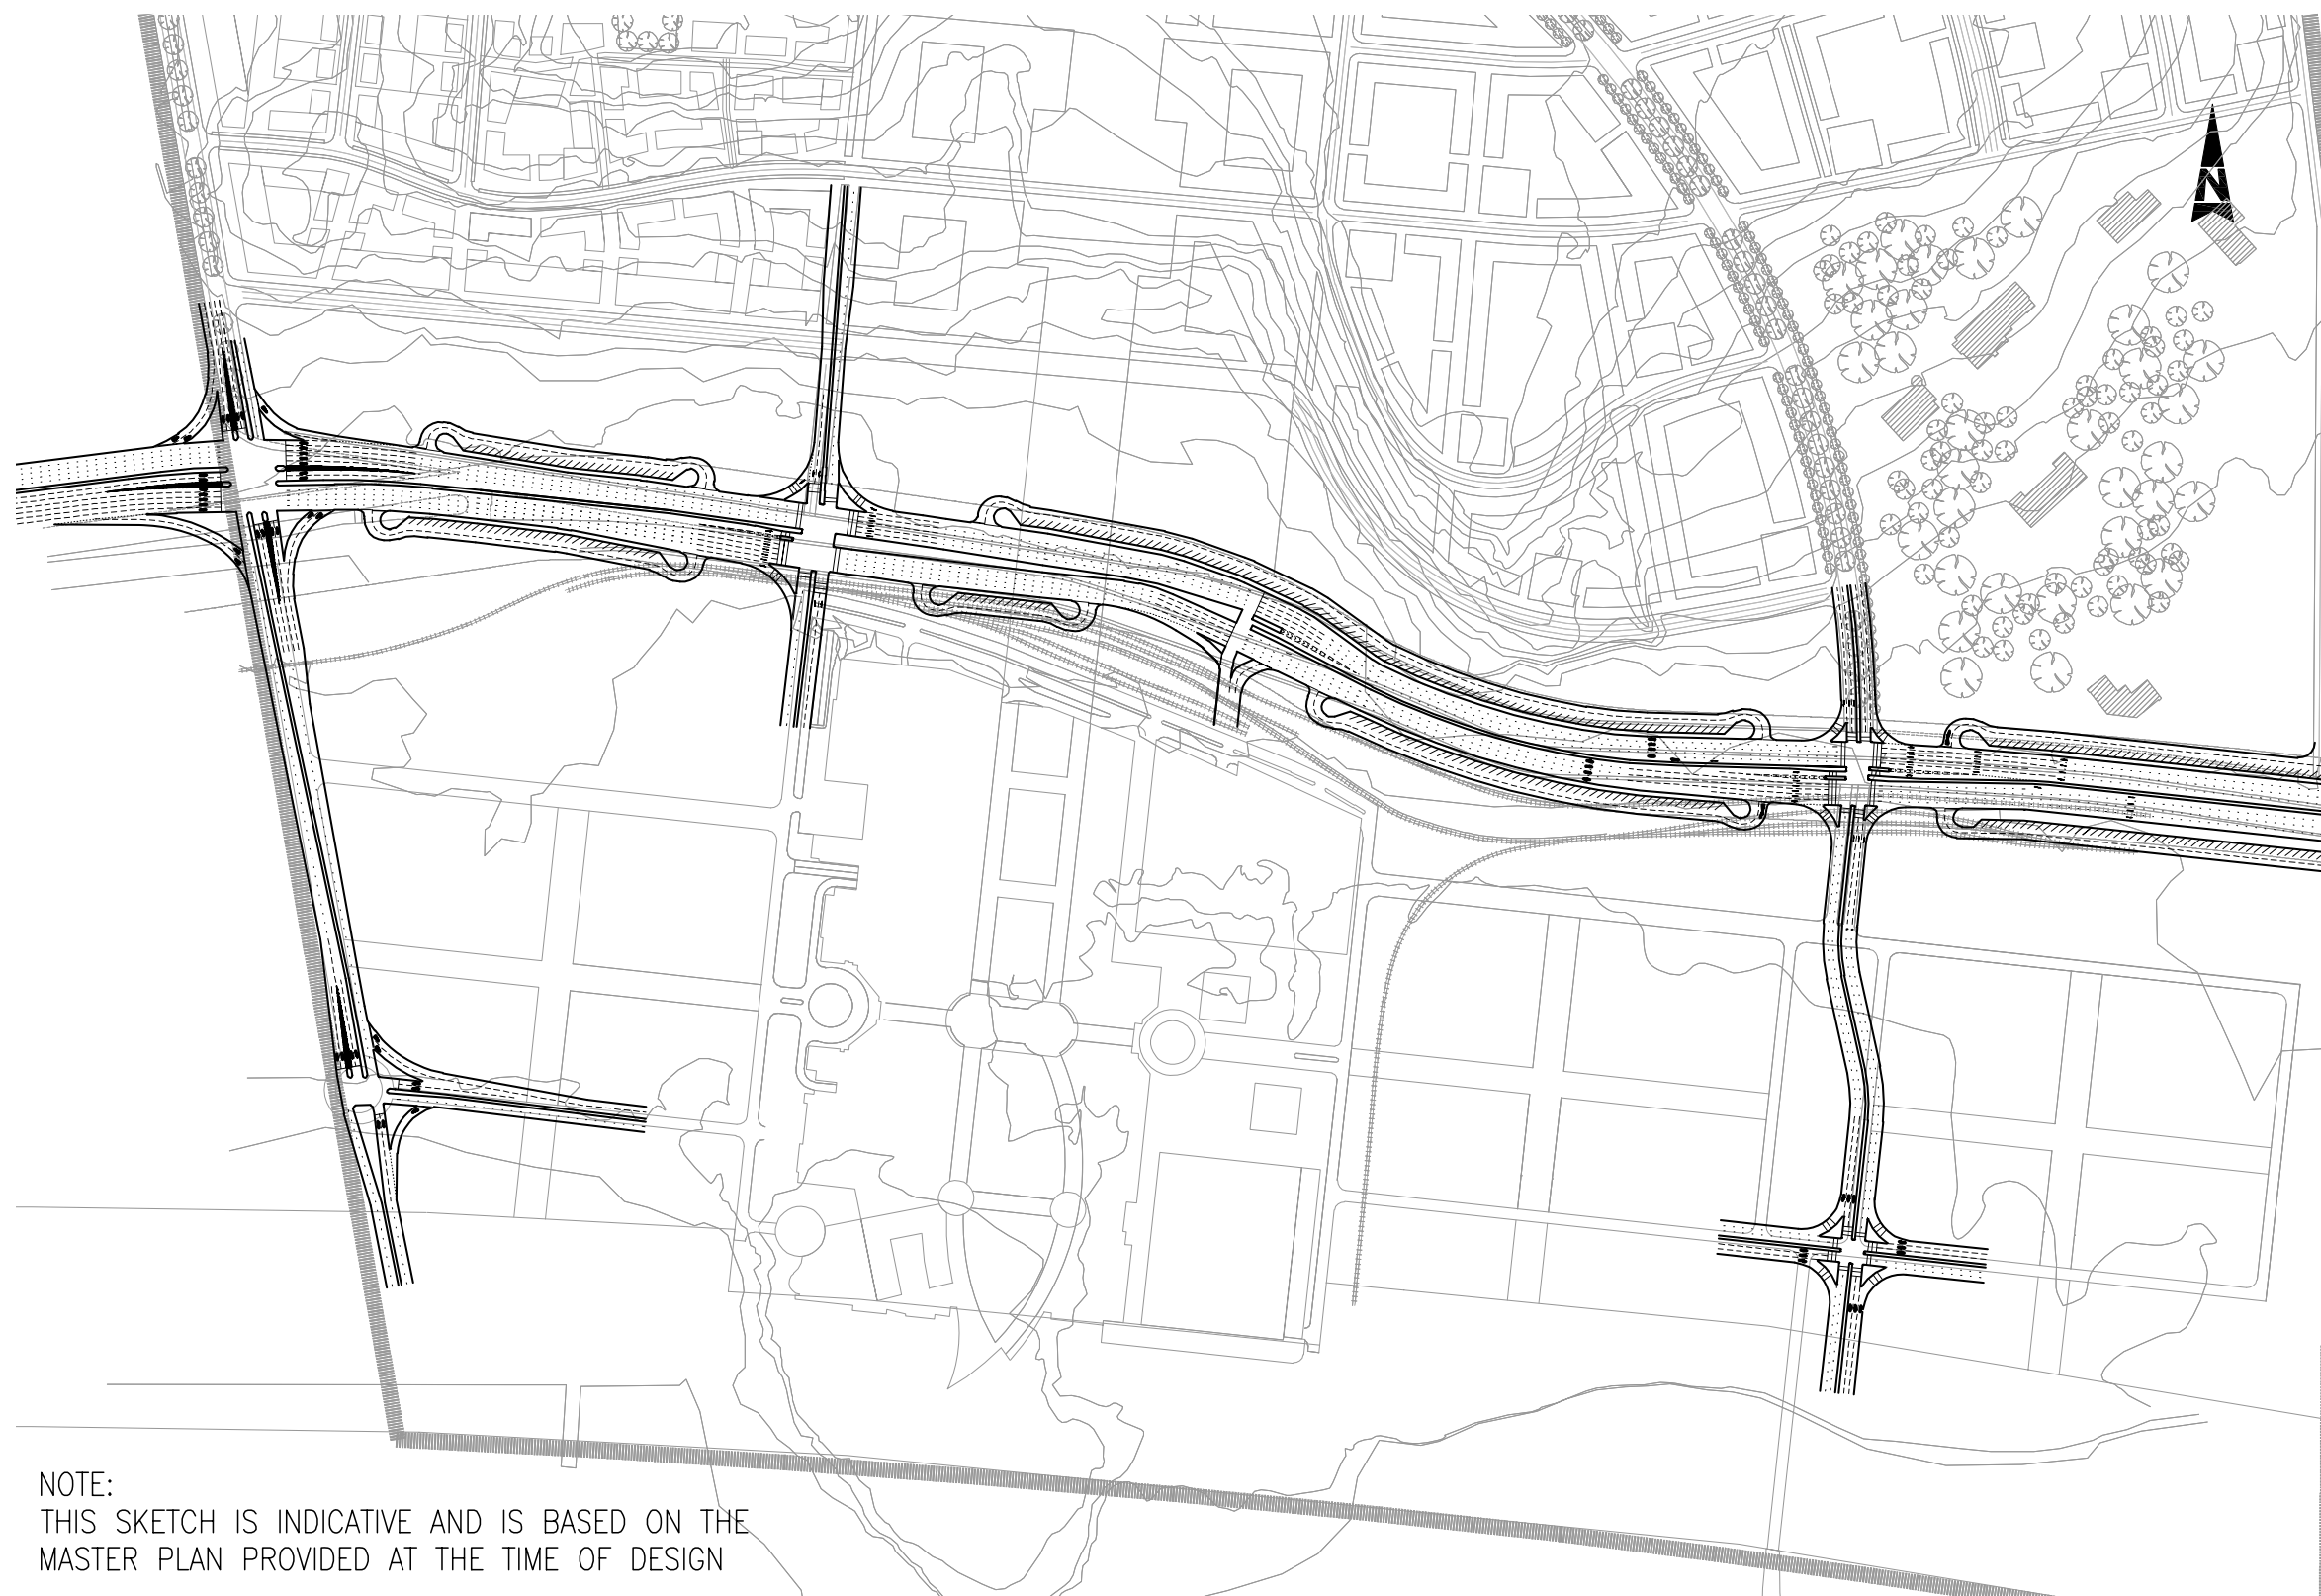 N
NOTE:
THIS SKETCH IS INDICATIVE AND IS BASED ON THE
MASTER PLAN PROVIDED AT THE TIME OF DESIGN